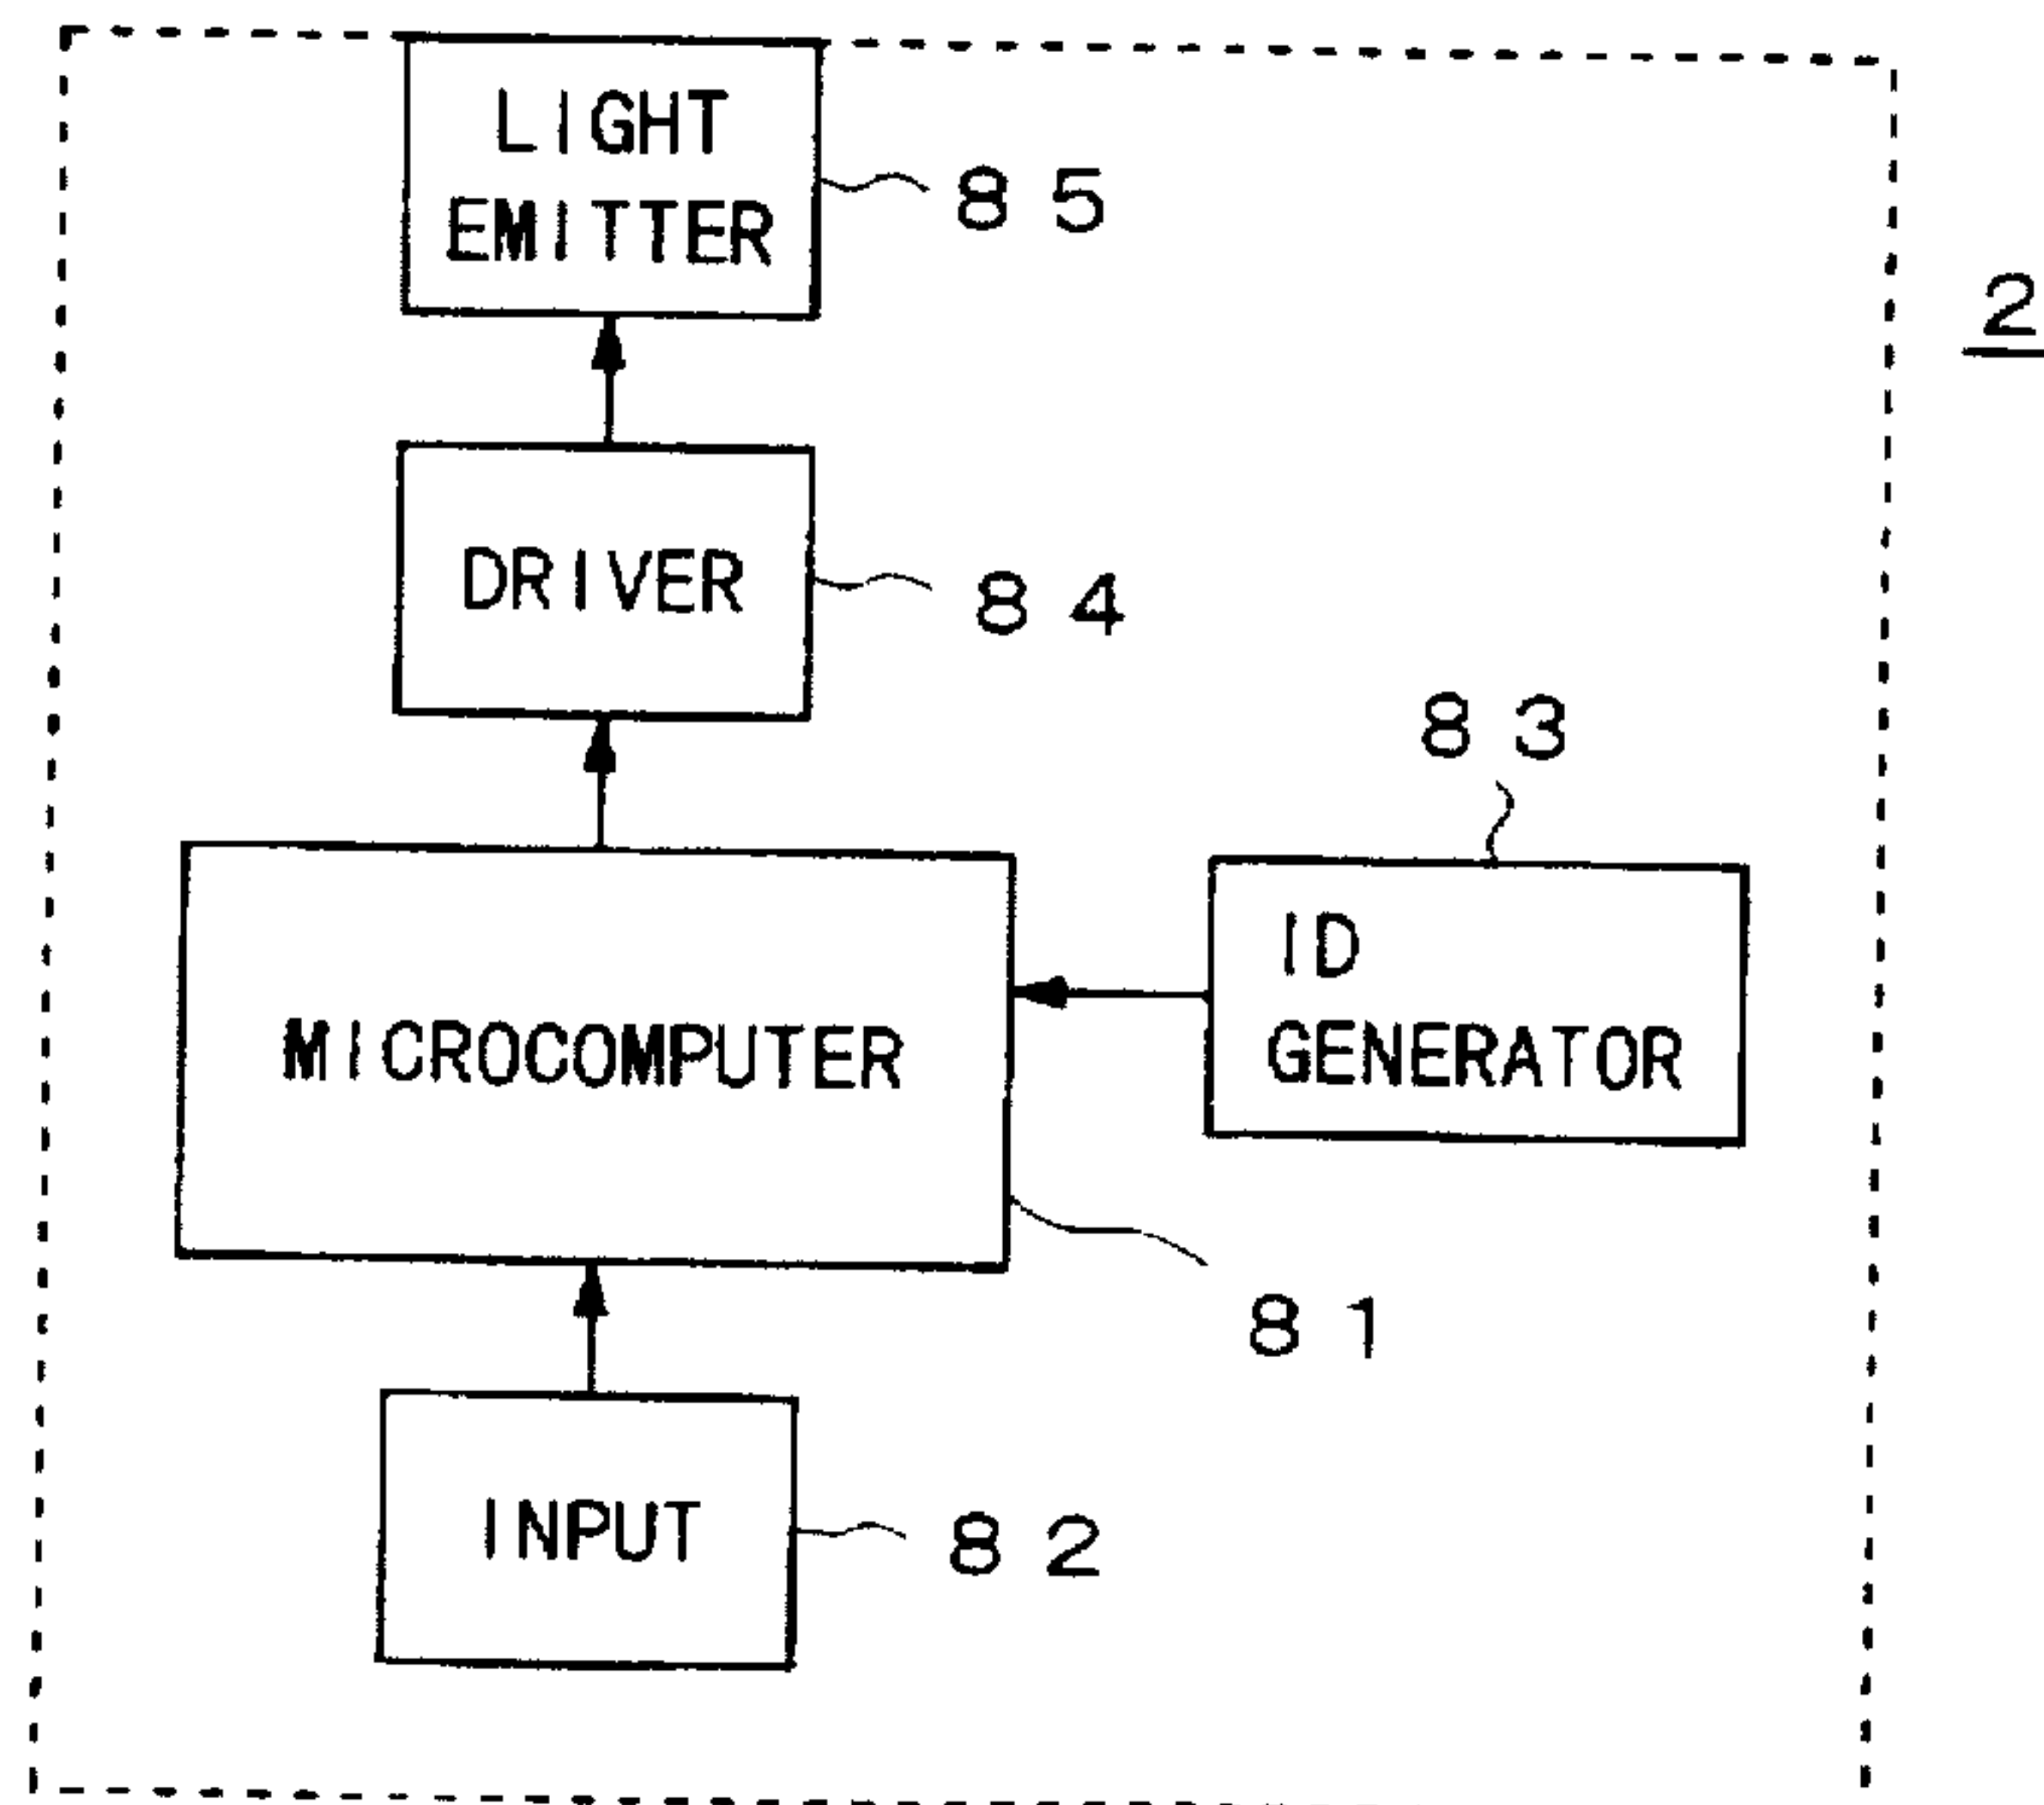 LIGHT
EMITTER
85
2
DRIVER
84
83
ID
GENERATOR
MICROCOMPUTER
81
INPUT
82